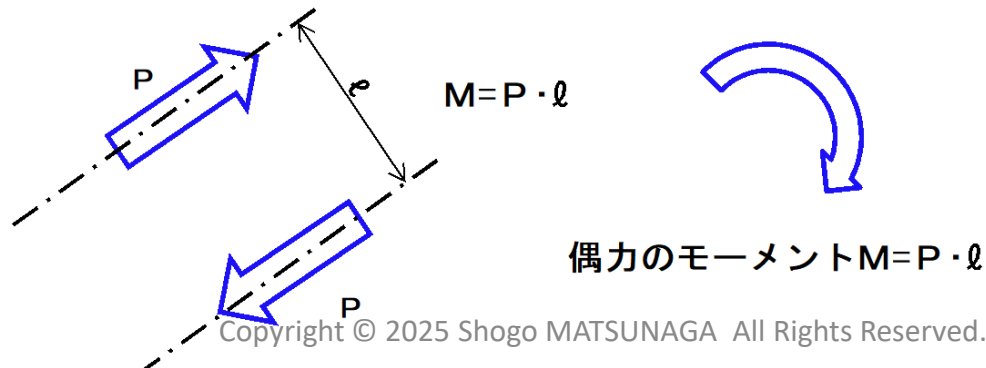 P
ℓ
M=P・ℓ
偶力のモーメントM=P・ℓ
P
Copyright © 2025 Shogo MATSUNAGA All Rights Reserved.